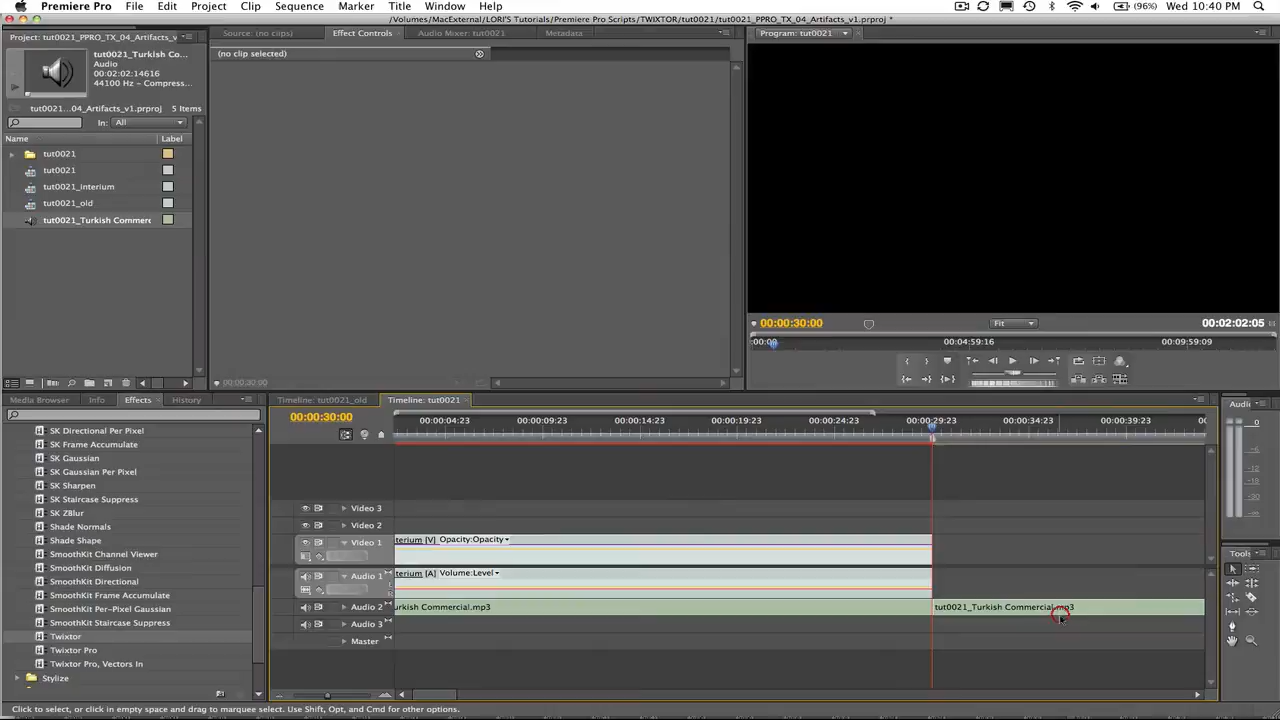 Premiere Pro File Edit Project Clip Sequence Marker Title Window Help (96%) Wed 10:40 PM
/Volumes/MacExternal/LORI'S Tutorials/Premiere Pro Scripts/TWIXTOR/tut0021/tut0021_PPRO_TX_04_Artifacts_v1.prproj *
Project: tut0021_PPRO_TX_04_Artifacts_v
Source: (no clips) Effect Controls Audio Mixer: tut0021 Metadata
Program: tut0021
tut0021_Turkish Co...
Audio
00:02:02:14616
44100 Hz - Compress...
(no clip selected)
tut0021...04_Artifacts_v1.prproj 5 Items
In: All
Name Label
tut0021
tut0021
tut0021_interium
tut0021_old
tut0021_Turkish Commerc
00:00:30:00 Fit 00:02:02:05
00:00 00:04:59:16 00:09:59:09
00:00:30:00
Media Browser Info Effects History
Timeline: tut0021_old Timeline: tut0021
Audio
00:00:30:00
00:00:04:23 00:00:09:23 00:00:14:23 00:00:19:23 00:00:24:23 00:00:29:23 00:00:34:23 00:00:39:23 00
0
-6
SK Directional Per Pixel
SK Frame Accumulate
SK Gaussian
SK Gaussian Per Pixel
SK Sharpen
SK Staircase Suppress
SK ZBlur
Shade Normals
Shade Shape
SmoothKit Channel Viewer
SmoothKit Diffusion
SmoothKit Directional
SmoothKit Frame Accumulate
SmoothKit Per-Pixel Gaussian
SmoothKit Staircase Suppress
Twixtor
Twixtor Pro
Twixtor Pro, Vectors In
Stylize
Video 3
Video 2
Video 1 terium [V] Opacity:Opacity
Audio 1 terium [A] Volume:Level
Audio 2 urkish Commercial.mp3 tut0021_Turkish Commercial.mp3
Audio 3
Master
Tools
Click to select, or click in empty space and drag to marquee select. Use Shift, Opt, and Cmd for other options.